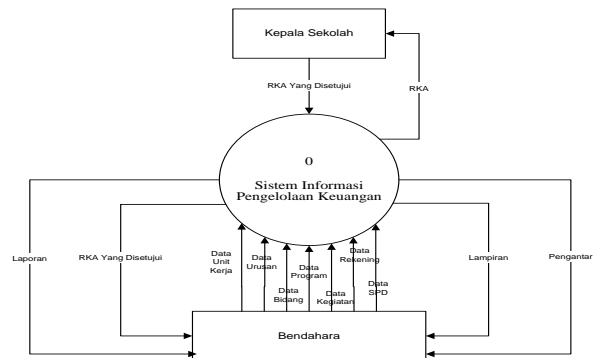 Kepala Sekolah
RKA Yang Disetujui
RKA
0
Sistem Informasi
Pengelolaan Keuangan
Laporan
RKA Yang Disetujui
Data
Unit
Kerja
Data
Urusan
Data
Bidang
Data
Program
Data
Kegiatan
Data
Rekening
Data
SPD
Lampiran
Pengantar
Bendahara